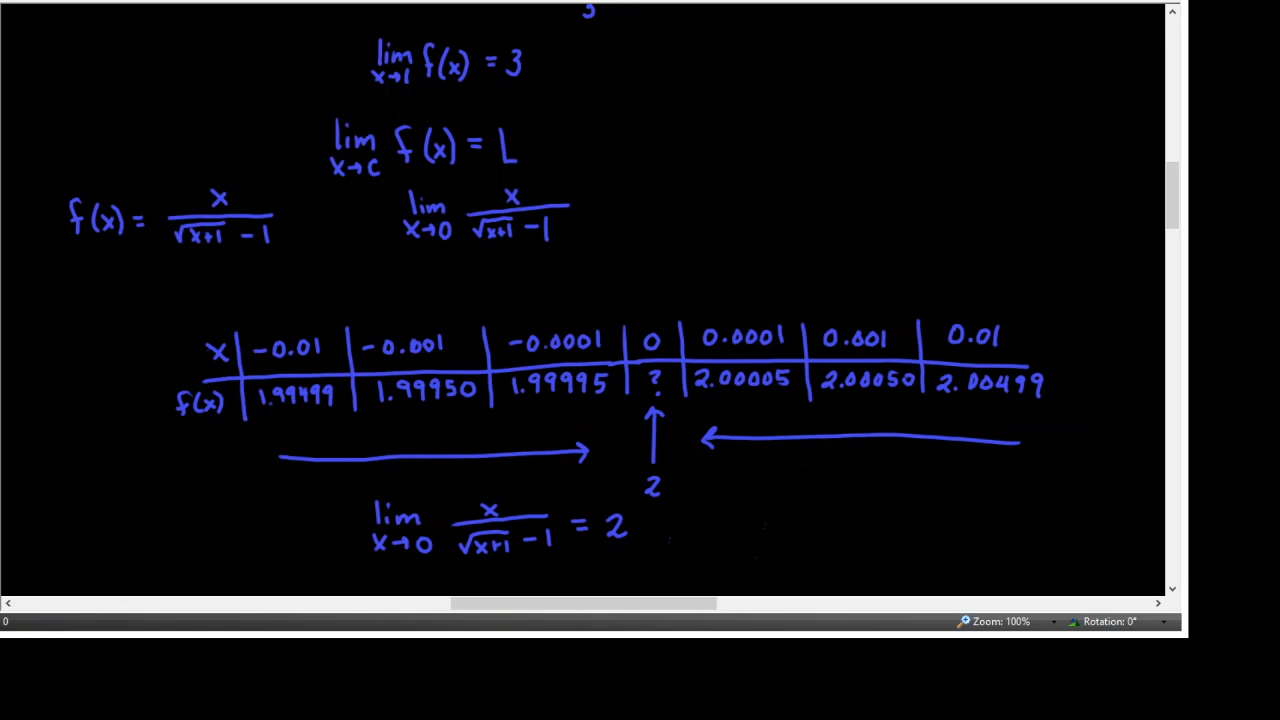 lim x→1 f(x) = 3
lim x→c f(x) = L
f(x) = x / (√x+1 - 1)    lim x→0 x / (√x+1 - 1)
x | -0.01 | -0.001 | -0.0001 | 0 | 0.0001 | 0.001 | 0.01
f(x) | 1.99499 | 1.99950 | 1.99995 | ? | 2.00005 | 2.00050 | 2.00499
2
lim x→0 x / (√x+1 - 1) = 2
0 Zoom: 100% Rotation: 0°